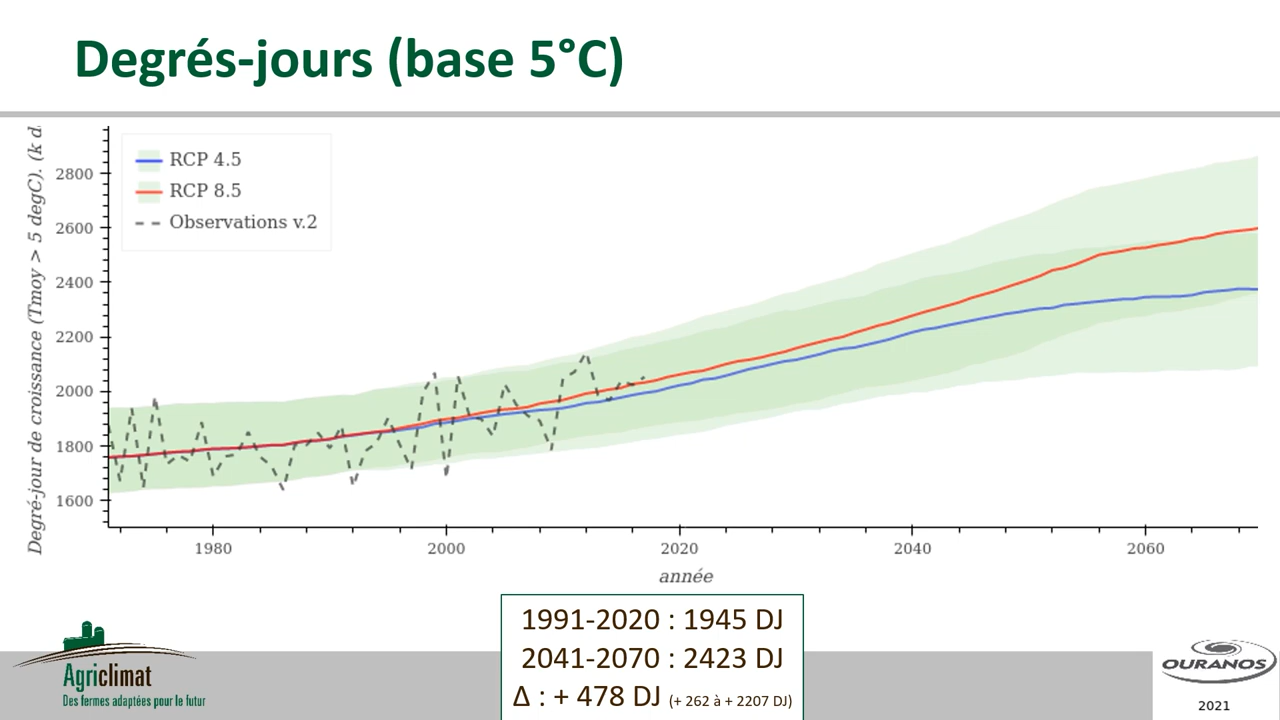 Degrés-jours (base 5°C)
Degré-jour de croissance (Tmoy > 5 degC). (k d
2800
2600
2400
2200
2000
1800
1600
RCP 4.5
RCP 8.5
Observations v.2
1980 2000 2020 2040 2060
année
1991-2020 : 1945 DJ
2041-2070 : 2423 DJ
Δ : + 478 DJ (+ 262 à + 2207 DJ)
Agriclimat
Des fermes adaptées pour le futur
OURANOS
2021